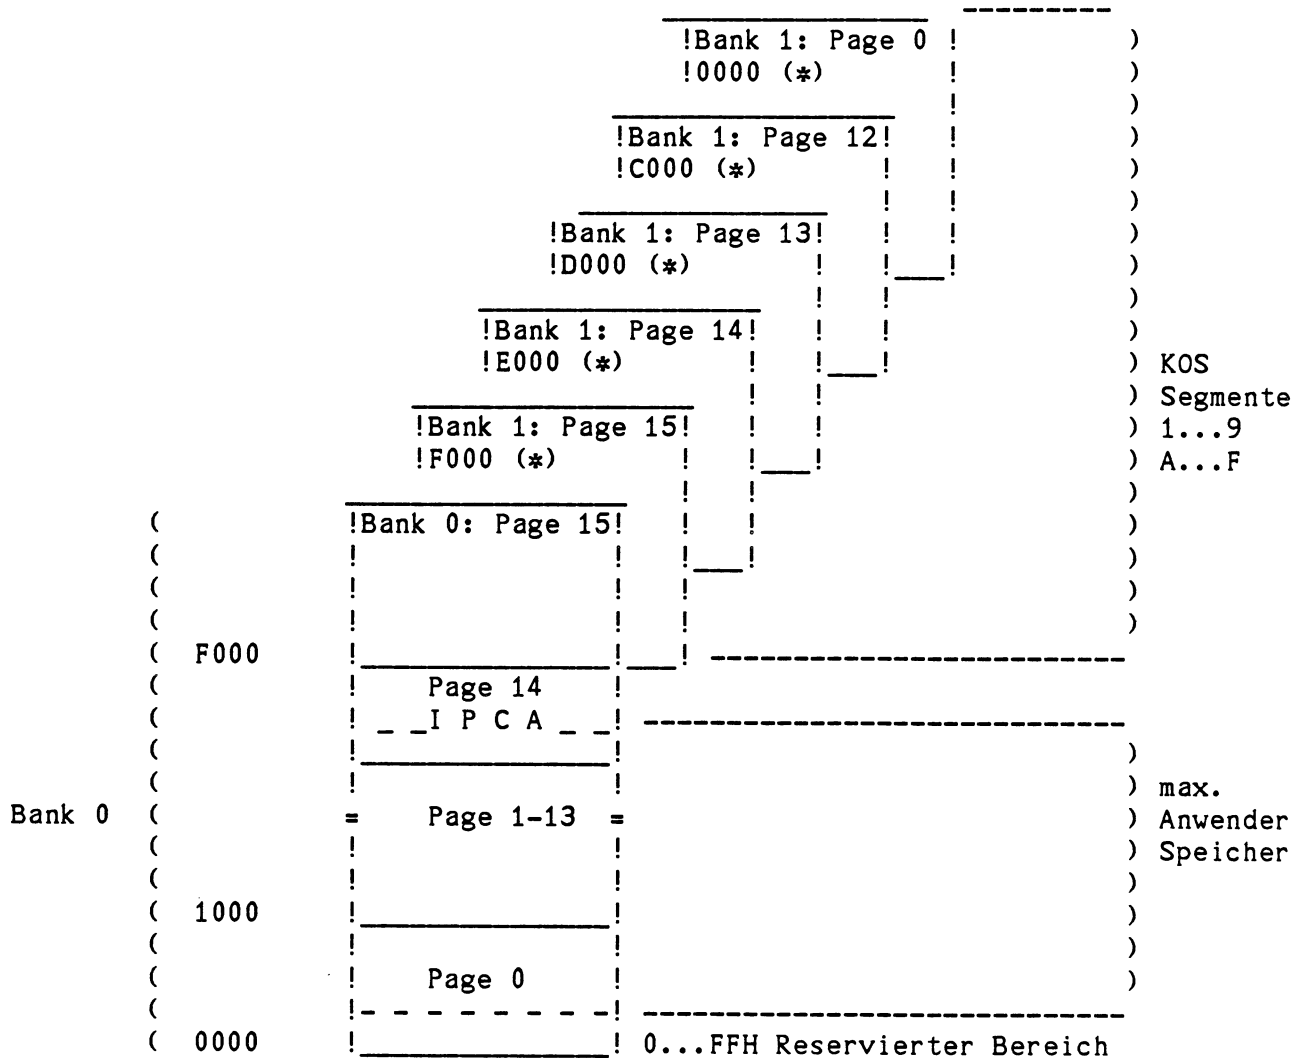 !Bank 1: Page 0 ! )
!0000 (*) ! )
! )
!Bank 1: Page 12! ! )
!C000 (*) ! ! )
! ! )
!Bank 1: Page 13! ! ! )
!D000 (*) ! ! ! )
! ! )
!Bank 1: Page 14! ! ! )
!E000 (*) ! ! ! ) KOS
! ! ) Segmente
!Bank 1: Page 15! ! ! ) 1...9
!F000 (*) ! ! ! ) A...F
! ! )
( !Bank 0: Page 15! ! ! )
( ! ! ! ! )
( ! ! ! )
( ! ! ! )
( F000 ! ! !
( ! Page 14 !
( ! I P C A !
( ! ! )
( ! ! ) max.
Bank 0 ( = Page 1-13 = ) Anwender
( ! ! ) Speicher
( ! ! )
( 1000 ! ! )
( ! ! )
( ! Page 0 ! )
( ! - - - - - - - - !
( 0000 ! ! 0...FFH Reservierter Bereich